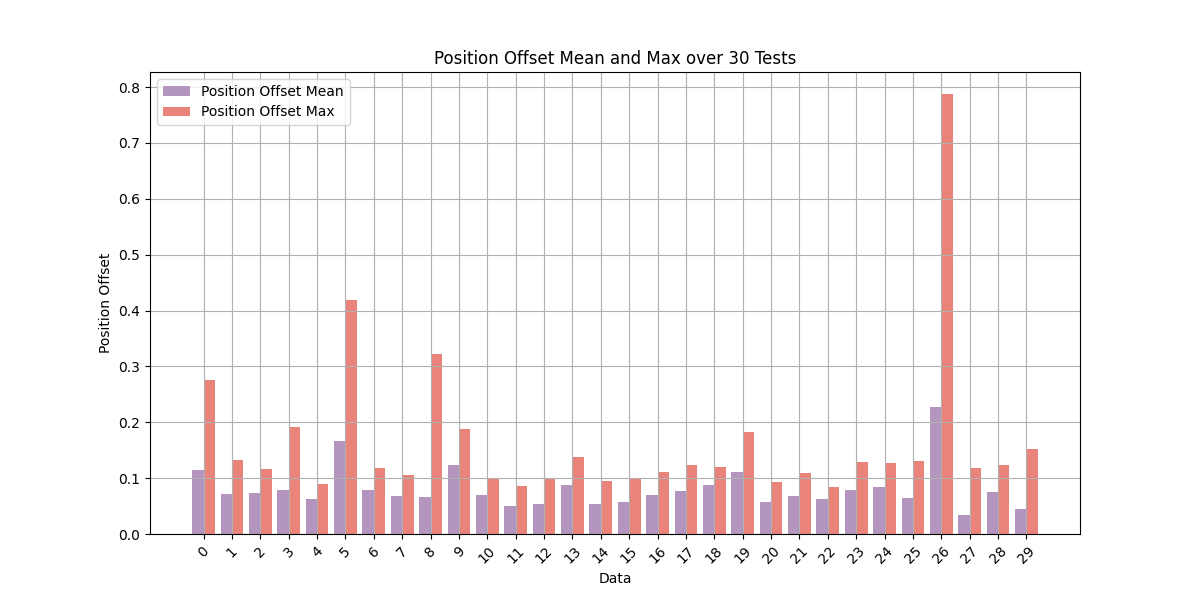 Position Offset Mean and Max over 30 Tests
Position Offset Mean
Position Offset Max
Position Offset
0.8
0.7
0.6
0.5
0.4
0.3
0.2
0.1
0.0
0 1 2 3 4 5 6 7 8 9 10 11 12 13 14 15 16 17 18 19 20 21 22 23 24 25 26 27 28 29
Data